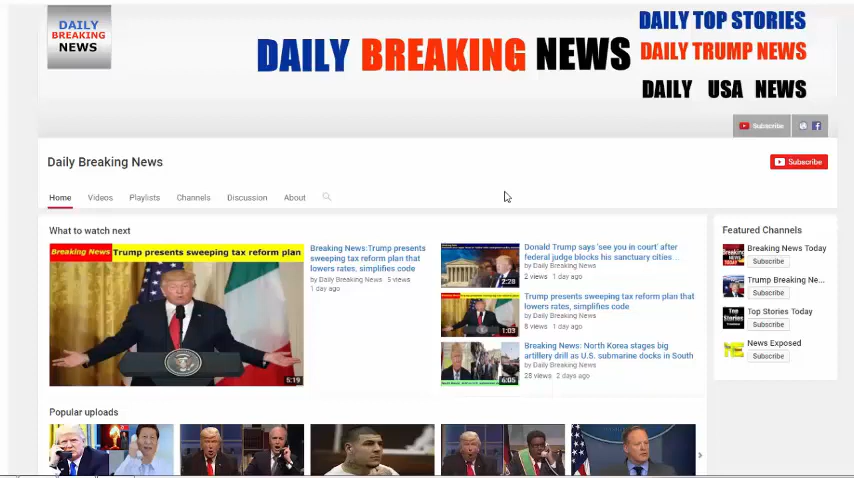 DAILY
BREAKING
NEWS
DAILY BREAKING NEWS
DAILY TOP STORIES
DAILY TRUMP NEWS
DAILY USA NEWS
Subscribe
Daily Breaking News
Subscribe
Home Videos Playlists Channels Discussion About
What to watch next
Breaking News Trump presents sweeping tax reform plan
5:19
Breaking News:Trump presents
sweeping tax reform plan that
lowers rates, simplifies code
by Daily Breaking News 5 views
1 day ago
2:28
Donald Trump says 'see you in court' after
federal judge blocks his sanctuary cities...
by Daily Breaking News
2 views 1 day ago
1:03
Trump presents sweeping tax reform plan that
lowers rates, simplifies code
by Daily Breaking News
6 views 1 day ago
6:05
Breaking News: North Korea stages big
artillery drill as U.S. submarine docks in South
by Daily Breaking News
28 views 2 days ago
Featured Channels
Breaking News Today
Subscribe
Trump Breaking Ne...
Subscribe
Top Stories Today
Subscribe
News Exposed
Subscribe
Popular uploads